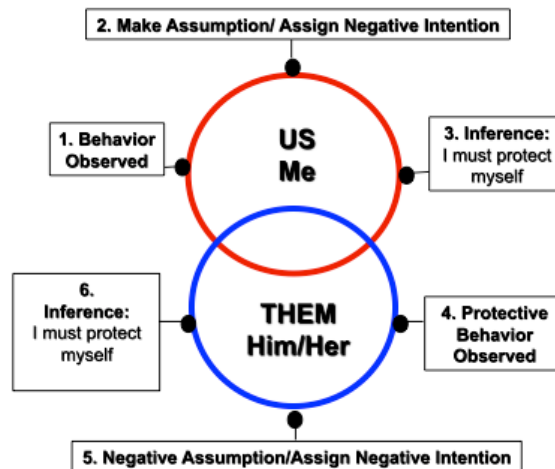 2. Make Assumption/ Assign Negative Intention
1. Behavior
Observed
US
Me
3. Inference:
I must protect
myself
6.
Inference:
I must protect
myself
THEM
Him/Her
4. Protective
Behavior
Observed
5. Negative Assumption/Assign Negative Intention